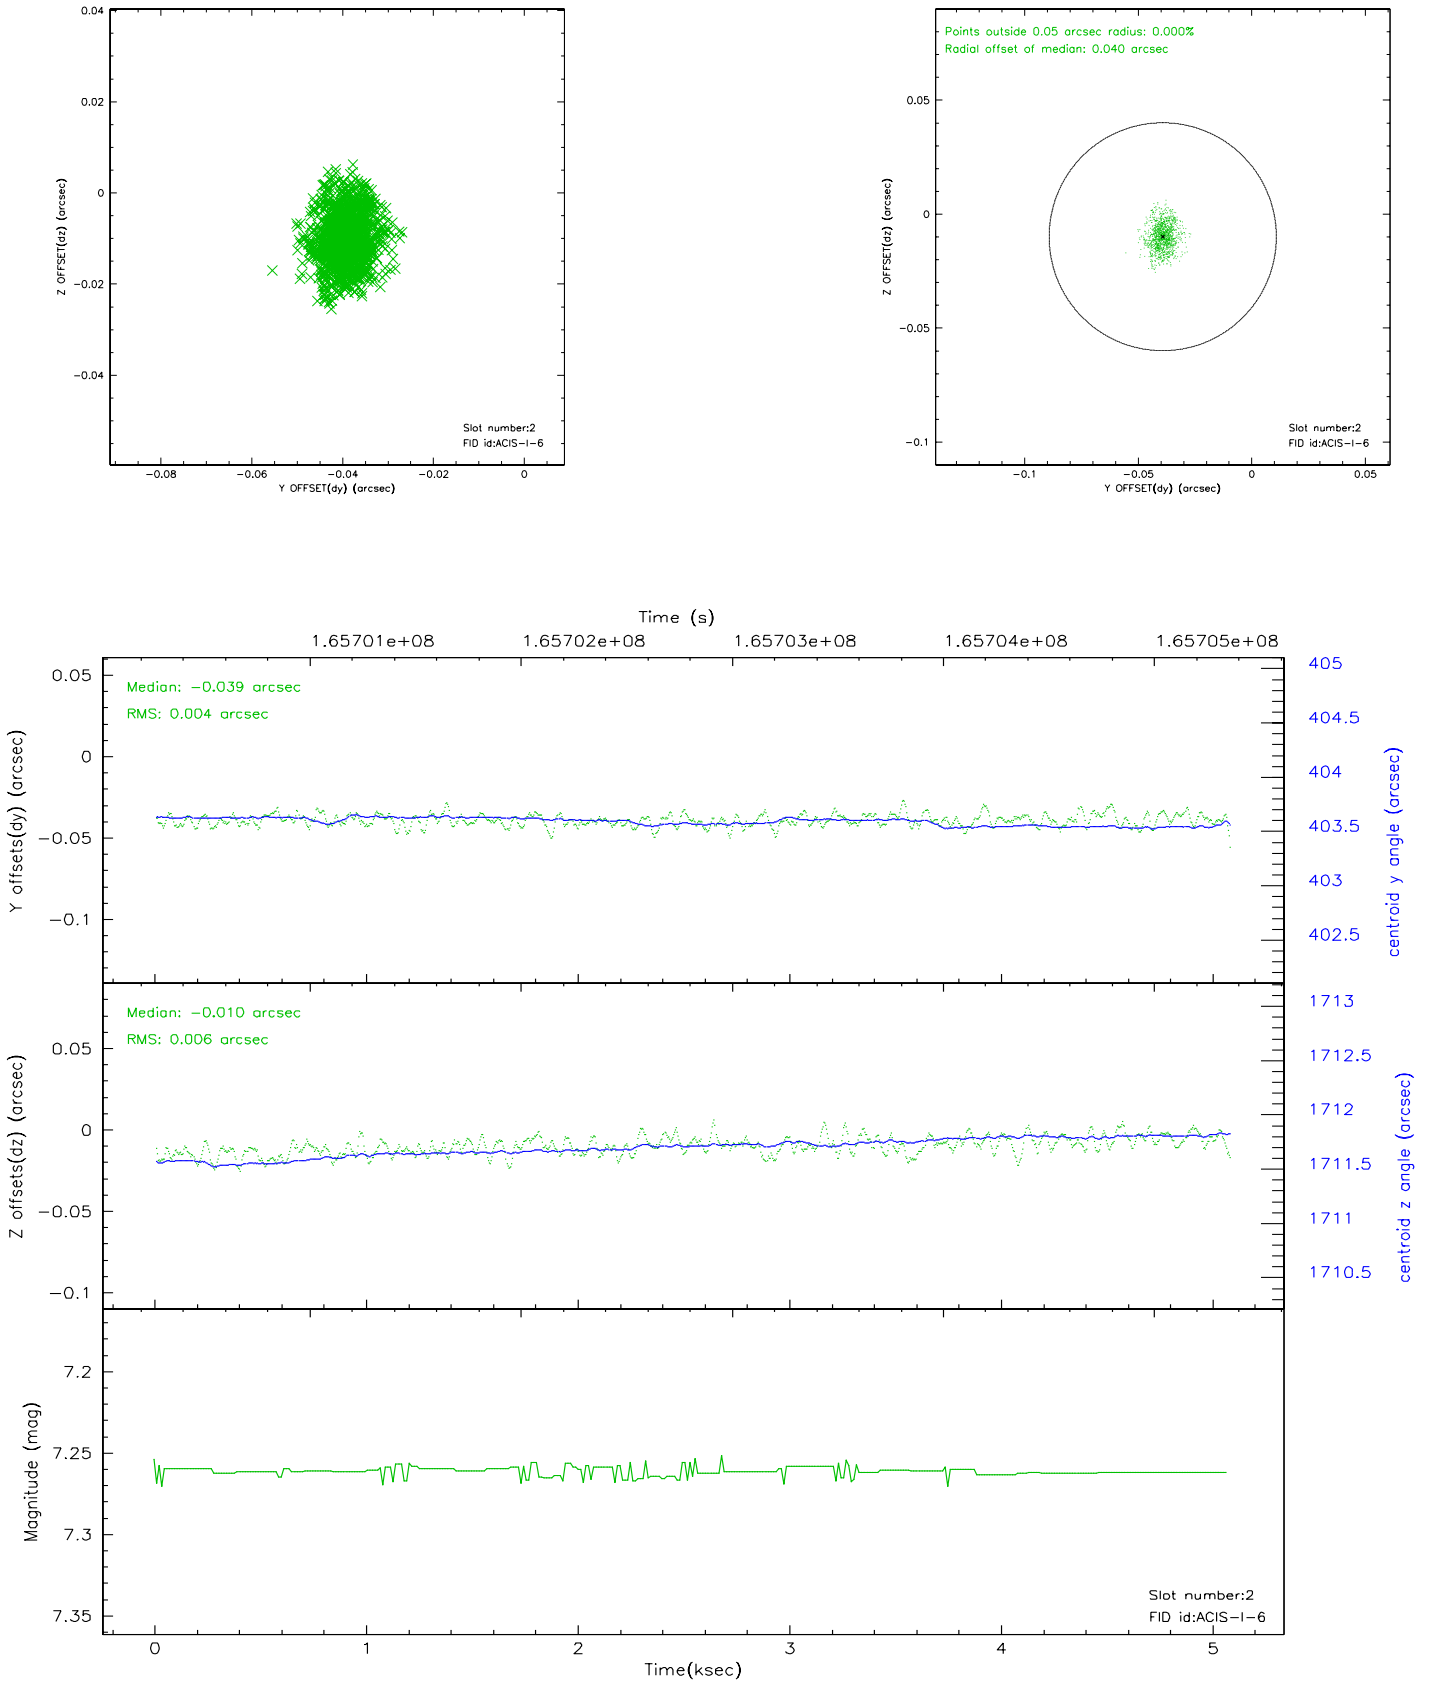 0.04
0.02
0
−0.02
−0.04
Z OFFSET(dz) (arcsec)
Slot number:2
FID id:ACIS−I−6
−0.08
−0.06
−0.04
−0.02
0
Y OFFSET(dy) (arcsec)
Points outside 0.05 arcsec radius: 0.000%
Radial offset of median: 0.040 arcsec
0.05
0
−0.05
−0.1
Z OFFSET(dz) (arcsec)
Slot number:2
FID id:ACIS−I−6
−0.1
−0.05
0
0.05
Y OFFSET(dy) (arcsec)
Time (s)
1.65701e+08
1.65702e+08
1.65703e+08
1.65704e+08
1.65705e+08
Median: −0.039 arcsec
RMS: 0.004 arcsec
0.05
0
−0.05
−0.1
Y offsets(dy) (arcsec)
405
404.5
404
403.5
403
402.5
centroid y angle (arcsec)
Median: −0.010 arcsec
RMS: 0.006 arcsec
0.05
0
−0.05
−0.1
Z offsets(dz) (arcsec)
1713
1712.5
1712
1711.5
1711
1710.5
centroid z angle (arcsec)
7.2
7.25
7.3
7.35
Magnitude (mag)
Slot number:2
FID id:ACIS−I−6
0
1
2
3
4
5
Time(ksec)